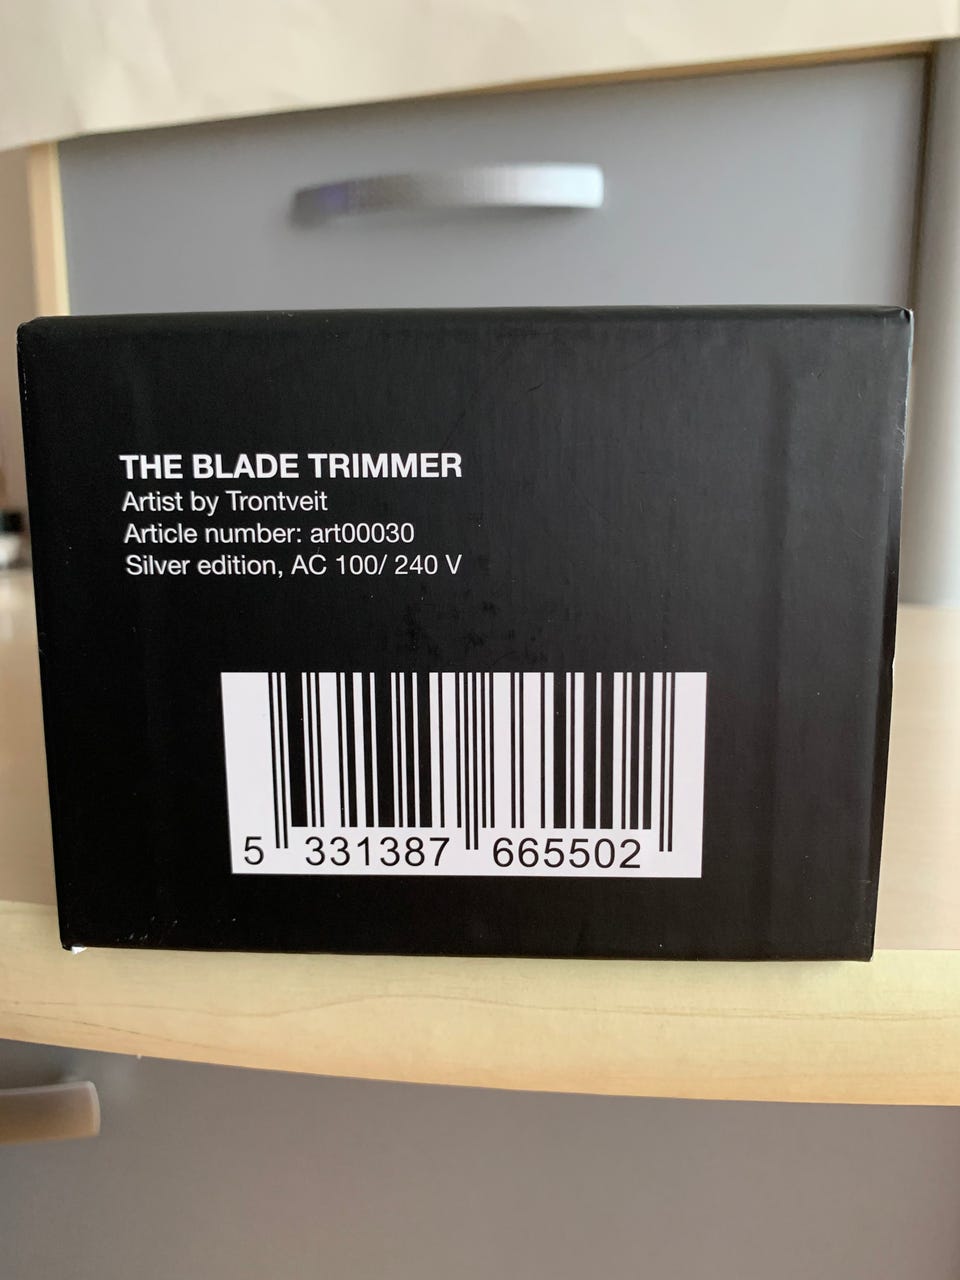 THE BLADE TRIMMER
Artist by Trontveit
Article number: art00030
Silver edition, AC 100/ 240 V
5 331387 665502